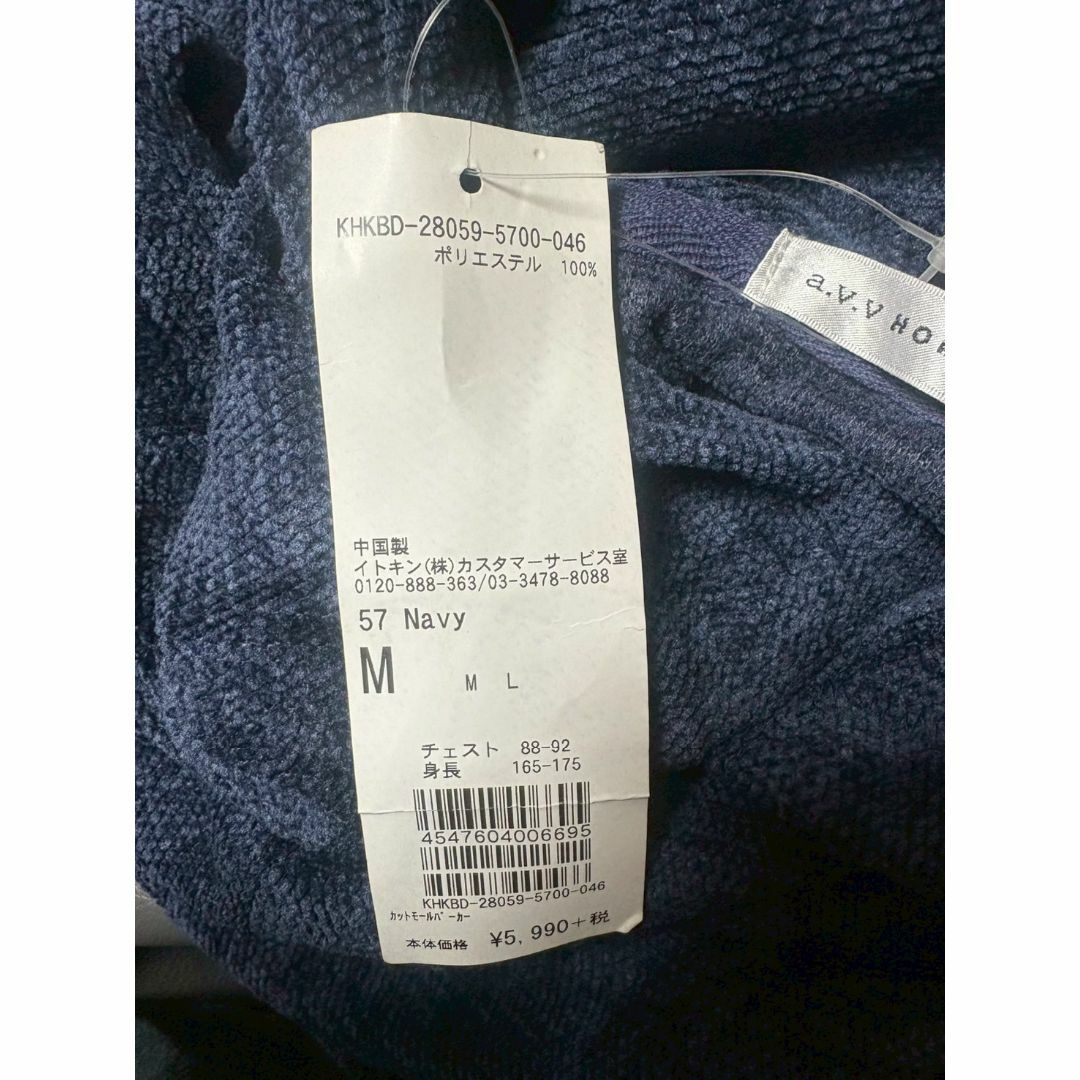 KHKBD-28059-5700-046
ポリエステル 100%
a.v.v
中国製
イトキン(株)カスタマーサービス室
0120-888-363/03-3478-8088
57 Navy
M M L
チェスト 88-92
身長 165-175
4547604006695
KHKBD-28059-5700-046
カットモールパーカー
本体価格 ¥5,990+税